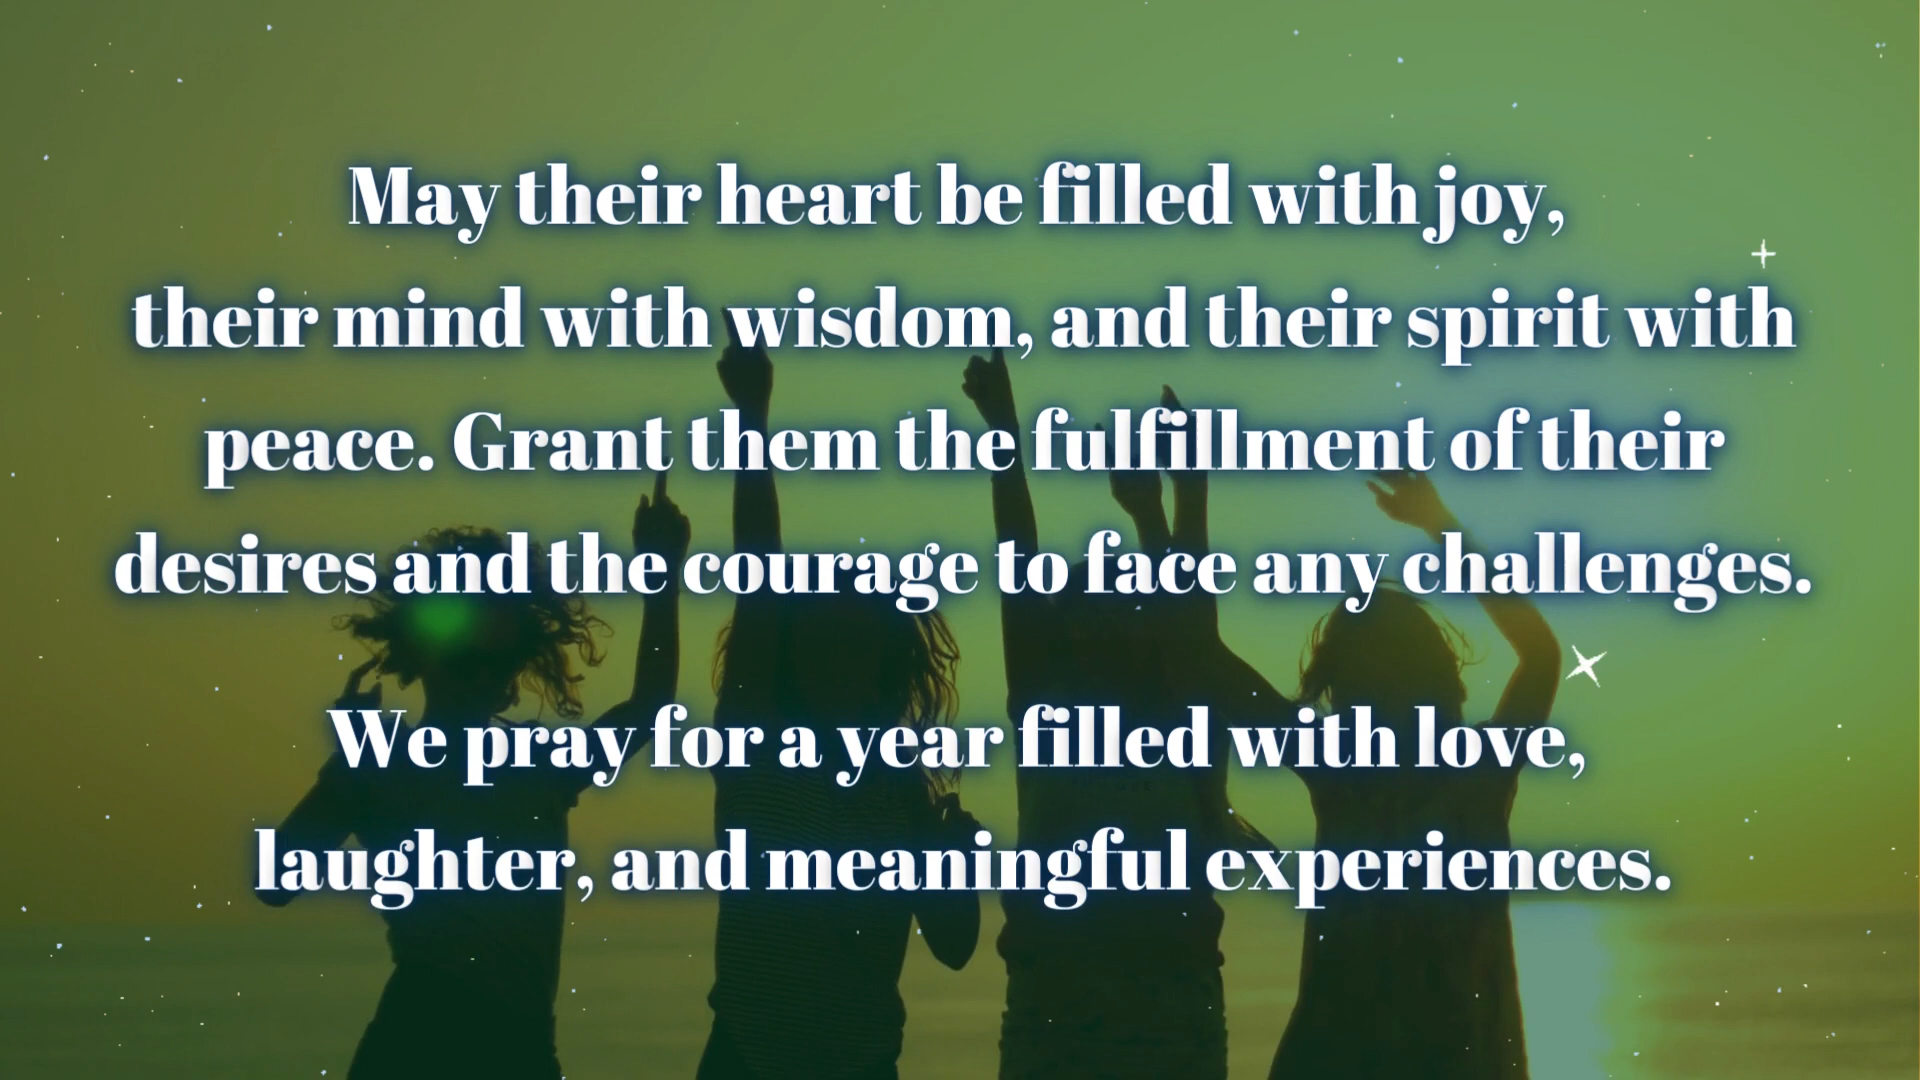 May their heart be filled with joy,
their mind with wisdom, and their spirit with
peace. Grant them the fulfillment of their
desires and the courage to face any challenges.
We pray for a year filled with love,
laughter, and meaningful experiences.